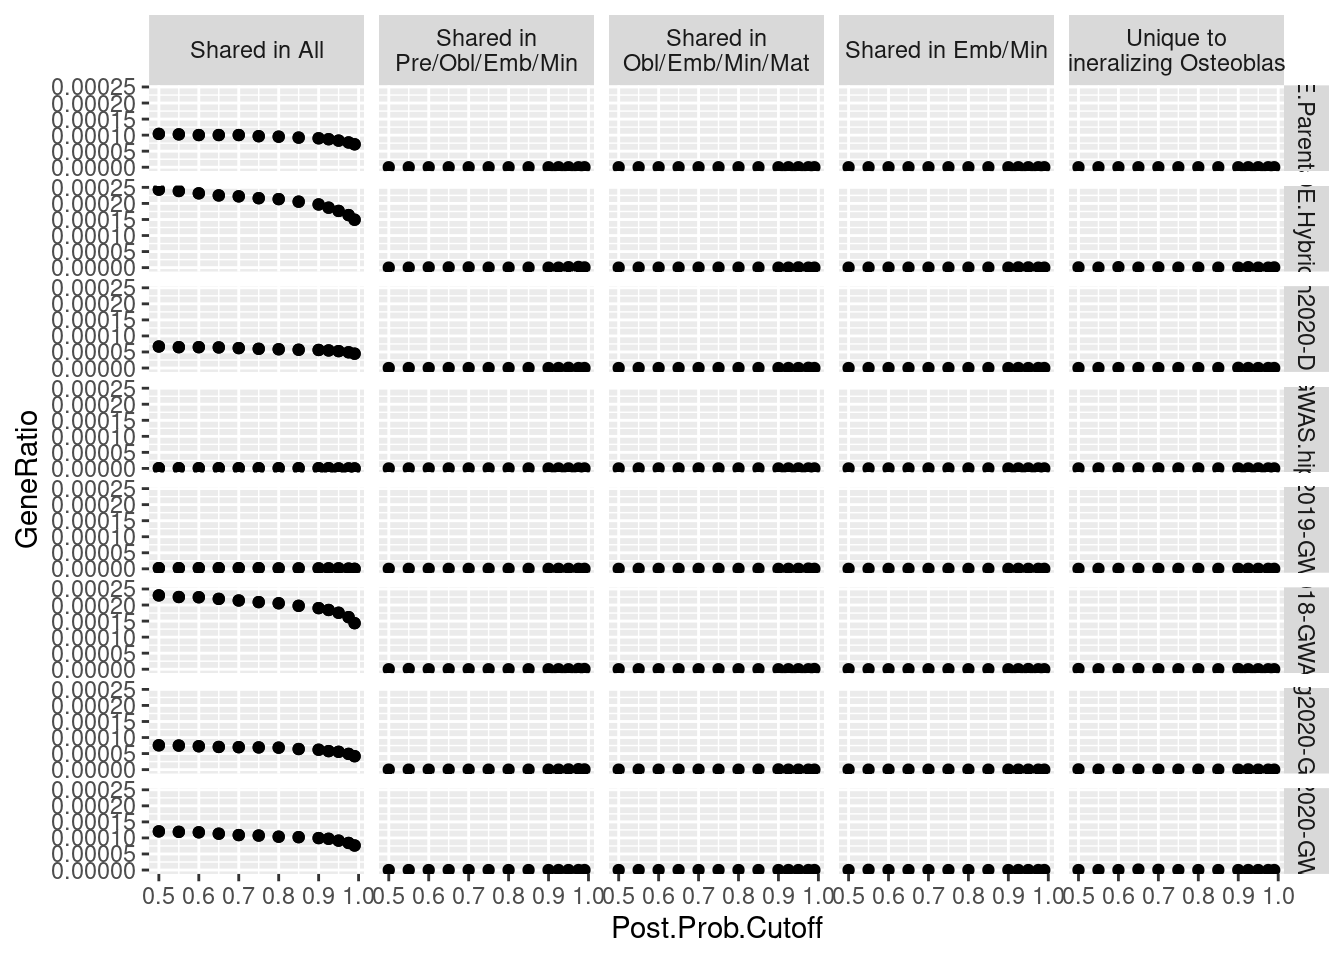 Shared in All
Shared in
Pre/Obl/Emb/Min
Shared in
Obl/Emb/Min/Mat
Shared in Emb/Min
Unique to
ineralizing Osteoblas
0.00025
0.00020
0.00015
0.00010
0.00005
0.00000
E.Parent
0.00025
0.00020
0.00015
0.00010
0.00005
0.00000
DE.Hybrid
0.00025
0.00020
0.00015
0.00010
0.00005
0.00000
n2020-D
0.00025
0.00020
0.00015
0.00010
0.00005
0.00000
GWAS.hip
0.00025
0.00020
0.00015
0.00010
0.00005
0.00000
2019-GW
0.00025
0.00020
0.00015
0.00010
0.00005
0.00000
018-GWA
0.00025
0.00020
0.00015
0.00010
0.00005
0.00000
g2020-G
0.00025
0.00020
0.00015
0.00010
0.00005
0.00000
2020-GW
GeneRatio
0.5 0.6 0.7 0.8 0.9 1.0
0.5 0.6 0.7 0.8 0.9 1.0
0.5 0.6 0.7 0.8 0.9 1.0
0.5 0.6 0.7 0.8 0.9 1.0
0.5 0.6 0.7 0.8 0.9 1.0
Post.Prob.Cutoff